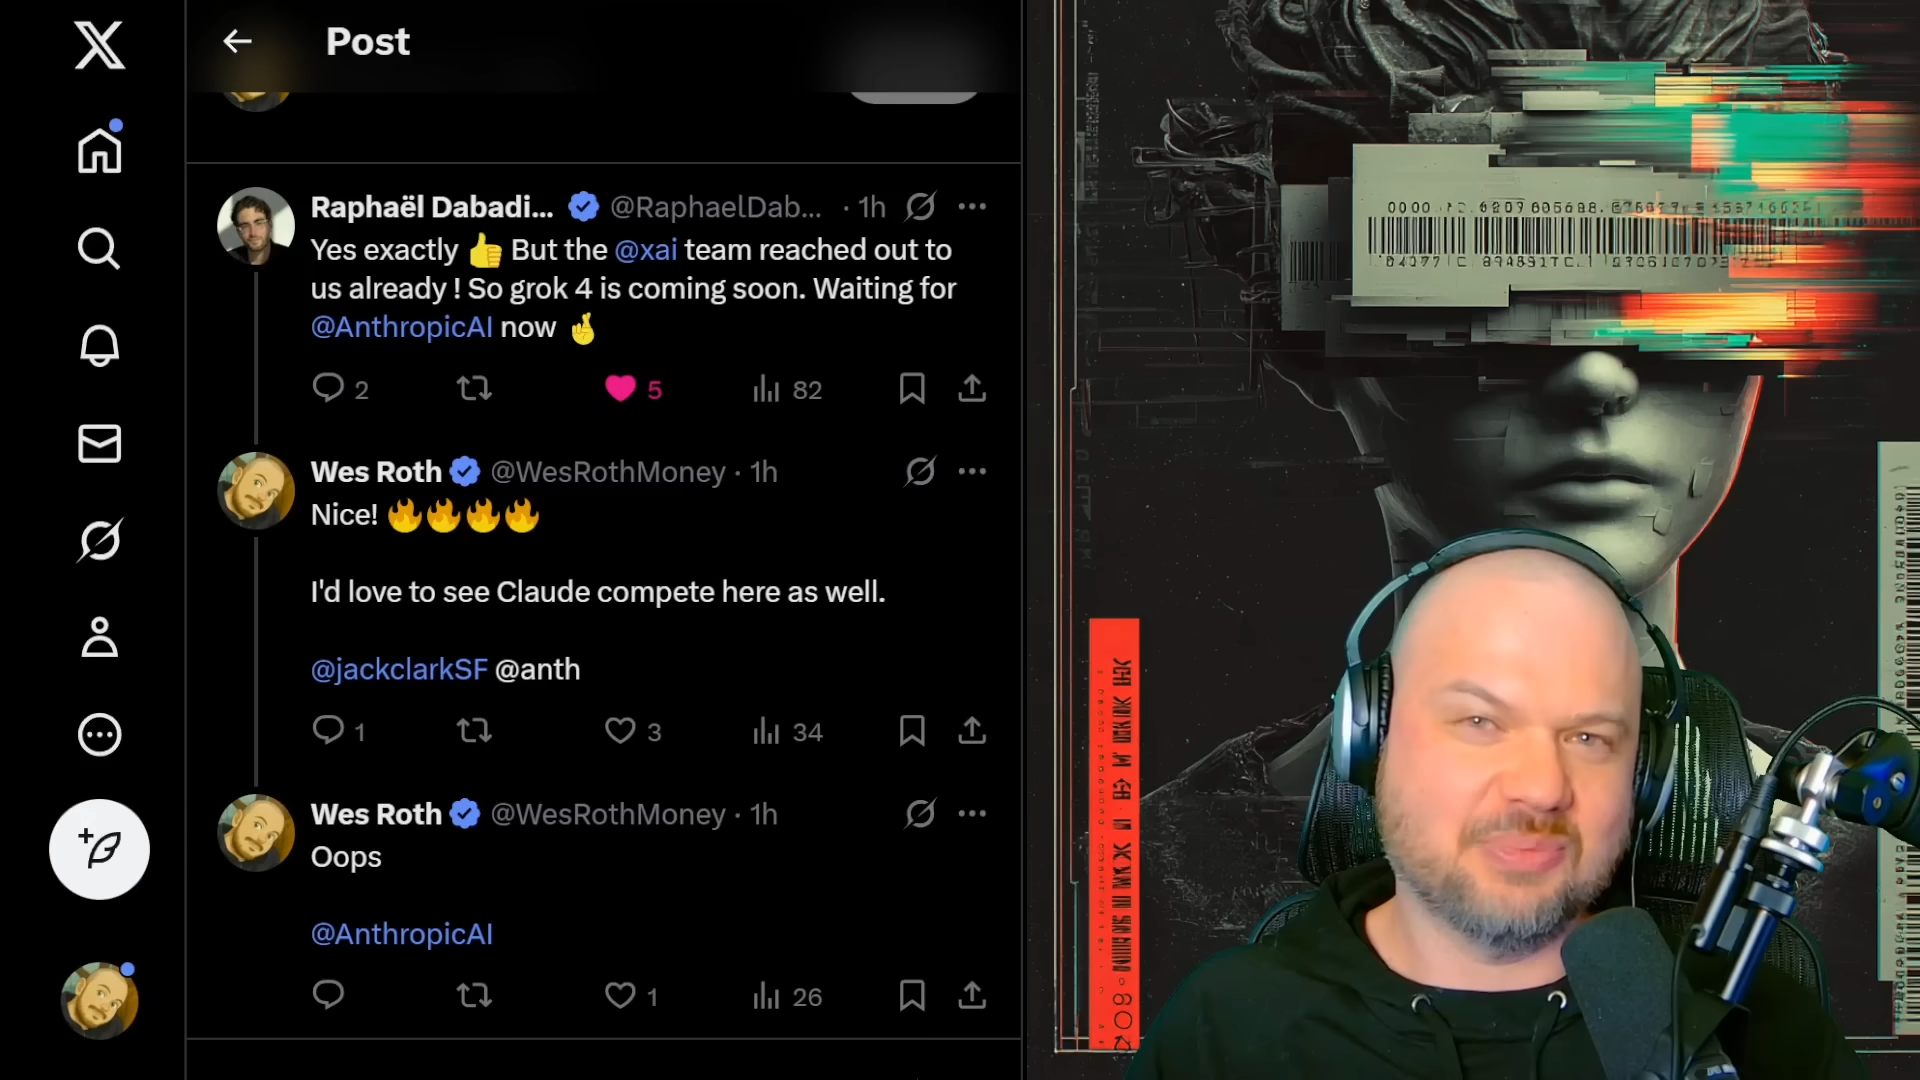 Post
Raphaël Dabadi... @RaphaelDab... · 1h
Yes exactly 👍 But the @xai team reached out to
us already ! So grok 4 is coming soon. Waiting for
@AnthropicAI now 🤞
2 5 82
Wes Roth @WesRothMoney · 1h
Nice! 🔥🔥🔥🔥
I'd love to see Claude compete here as well.
@jackclarkSF @anth
1 3 34
Wes Roth @WesRothMoney · 1h
Oops
@AnthropicAI
1 26